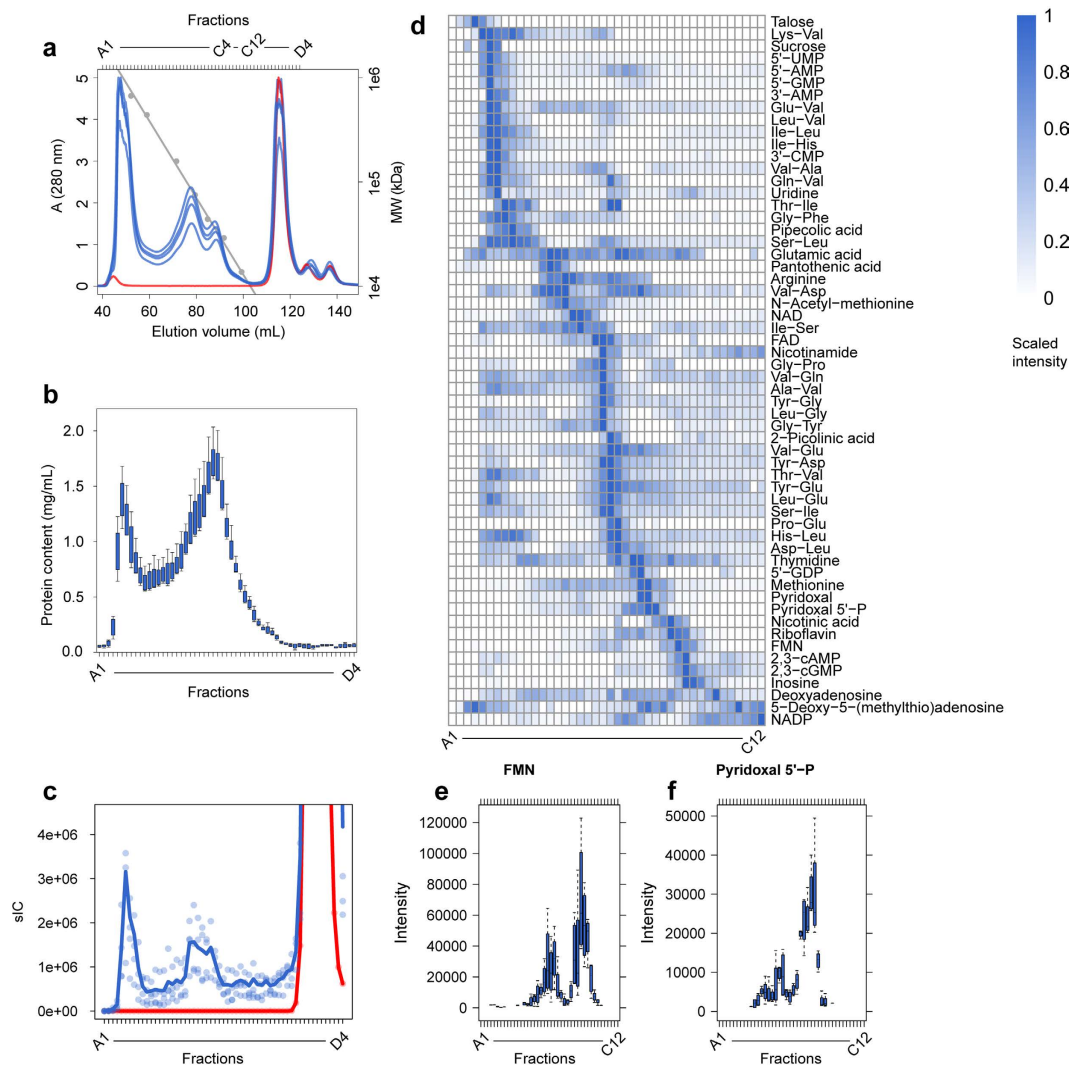 a
Fractions
A1
C4
C12
D4
5
4
3
2
1
0
A (280 nm)
1e+06
1e+05
1e+04
MW (kDa)
40
60
80
100
120
140
Elution volume (mL)
b
2.0
1.5
1.0
0.5
0.0
Protein content (mg/mL)
A1
D4
Fractions
c
4e+06
3e+06
2e+06
1e+06
0e+00
sIC
A1
D4
Fractions
d
Talose
Lys−Val
Sucrose
5'−UMP
5'−AMP
5'−GMP
3'−AMP
Glu−Val
Leu−Val
Ile−Leu
Ile−His
3'−CMP
Val−Ala
Gln−Val
Uridine
Thr−Ile
Gly−Phe
Pipecolic acid
Ser−Leu
Glutamic acid
Pantothenic acid
Arginine
Val−Asp
N−Acetyl−methionine
NAD
Ile−Ser
FAD
Nicotinamide
Gly−Pro
Val−Gln
Ala−Val
Tyr−Gly
Leu−Gly
Gly−Tyr
2−Picolinic acid
Val−Glu
Tyr−Asp
Thr−Val
Tyr−Glu
Leu−Glu
Ser−Ile
Pro−Glu
His−Leu
Asp−Leu
Thymidine
5'−GDP
Methionine
Pyridoxal
Pyridoxal 5'−P
Nicotinic acid
Riboflavin
FMN
2,3−cAMP
2,3−cGMP
Inosine
Deoxyadenosine
5−Deoxy−5−(methylthio)adenosine
NADP
A1
C12
1
0.8
0.6
0.4
0.2
0
Scaled
intensity
e
FMN
120000
100000
80000
60000
40000
20000
0
Intensity
A1
C12
Fractions
f
Pyridoxal 5'−P
50000
40000
30000
20000
10000
0
Intensity
A1
C12
Fractions